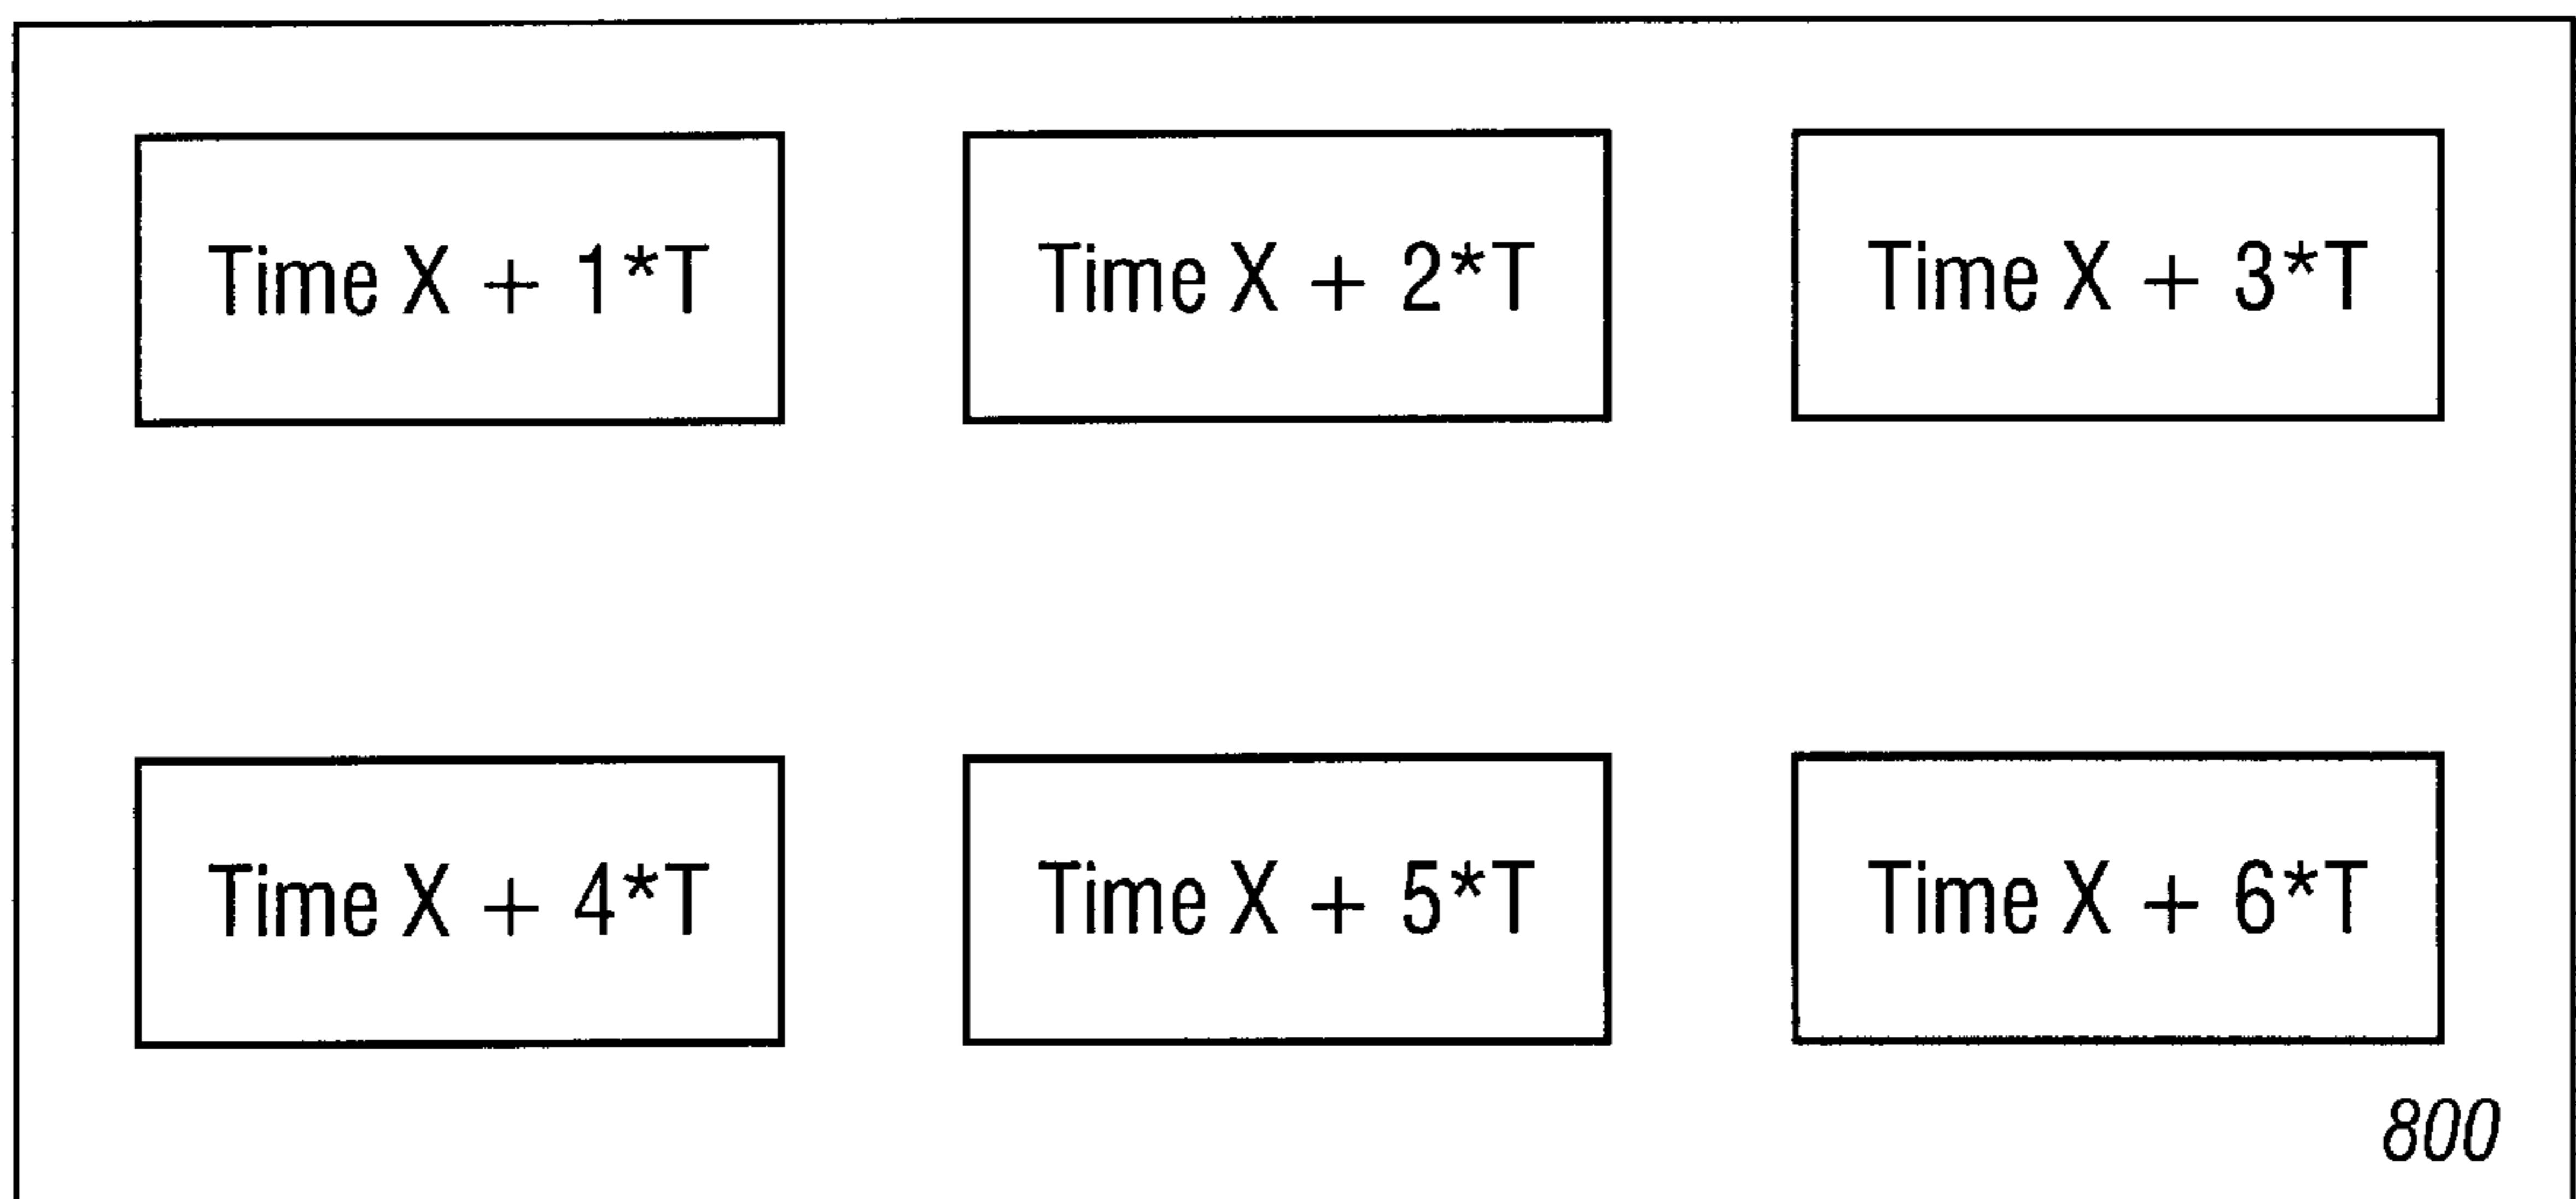 Time X + 1*T
Time X + 2*T
Time X + 3*T
Time X + 4*T
Time X + 5*T
Time X + 6*T
800